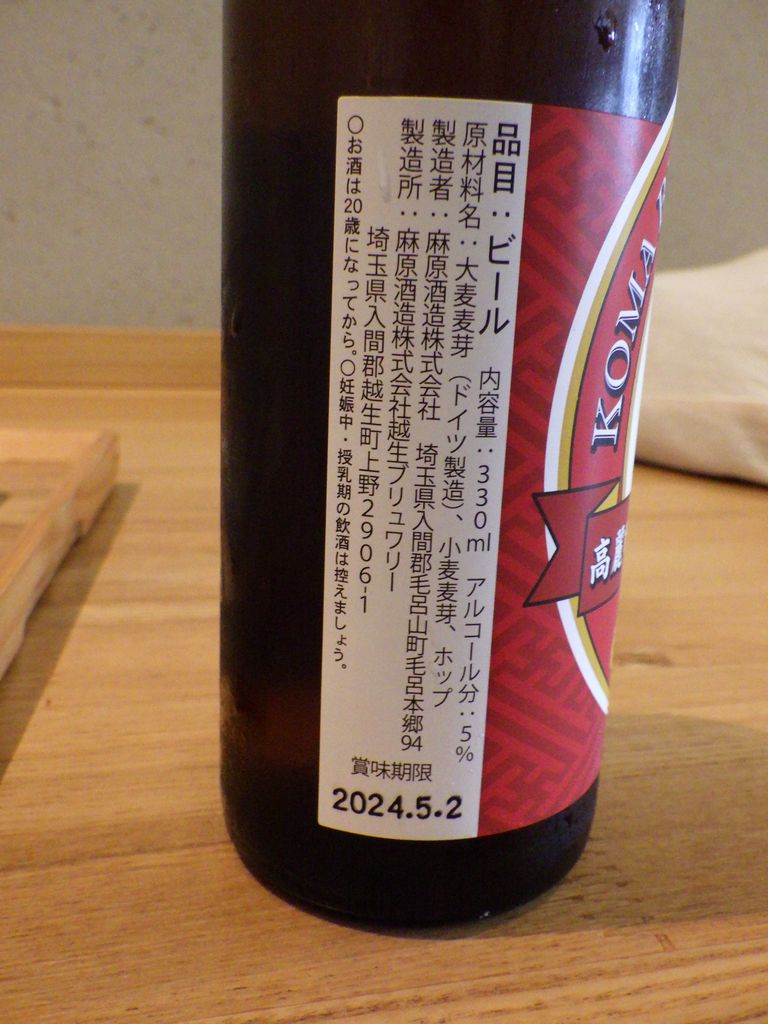 品目：ビール　内容量：330ml　アルコール分：5%
原材料名：大麦麦芽（ドイツ製造）、小麦麦芽、ホップ
製造者：麻原酒造株式会社　埼玉県入間郡毛呂山町毛呂本郷94
製造所：麻原酒造株式会社越生ブリュワリー
埼玉県入間郡越生町上野2906-1
○お酒は20歳になってから。○妊娠中・授乳期の飲酒は控えましょう。
賞味期限
2024.5.2
KOMA
高麗